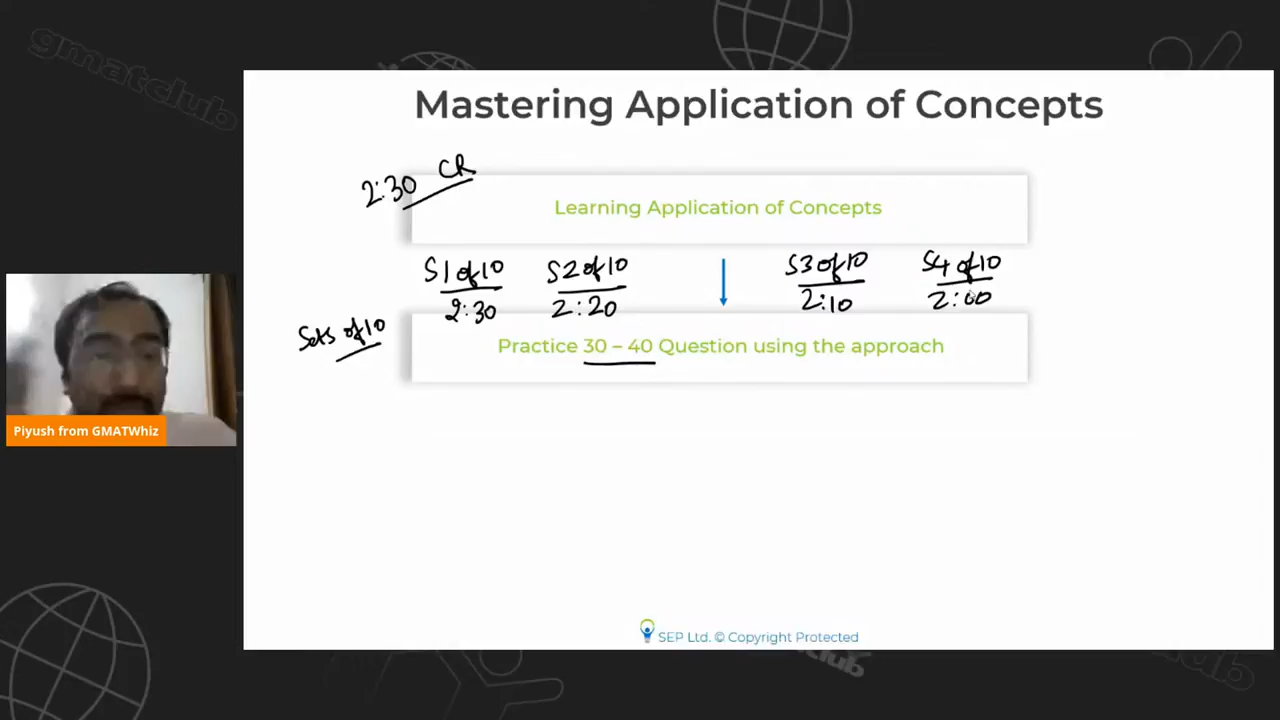 gmatclub
Mastering Application of Concepts
2:30 CR
Learning Application of Concepts
S1 of 10 S2 of 10 S3 of 10 S4 of 10
2:30 2:20 2:10 2:00
Sets of 10
Practice 30 – 40 Question using the approach
Piyush from GMATWhiz
SEP Ltd. © Copyright Protected
club